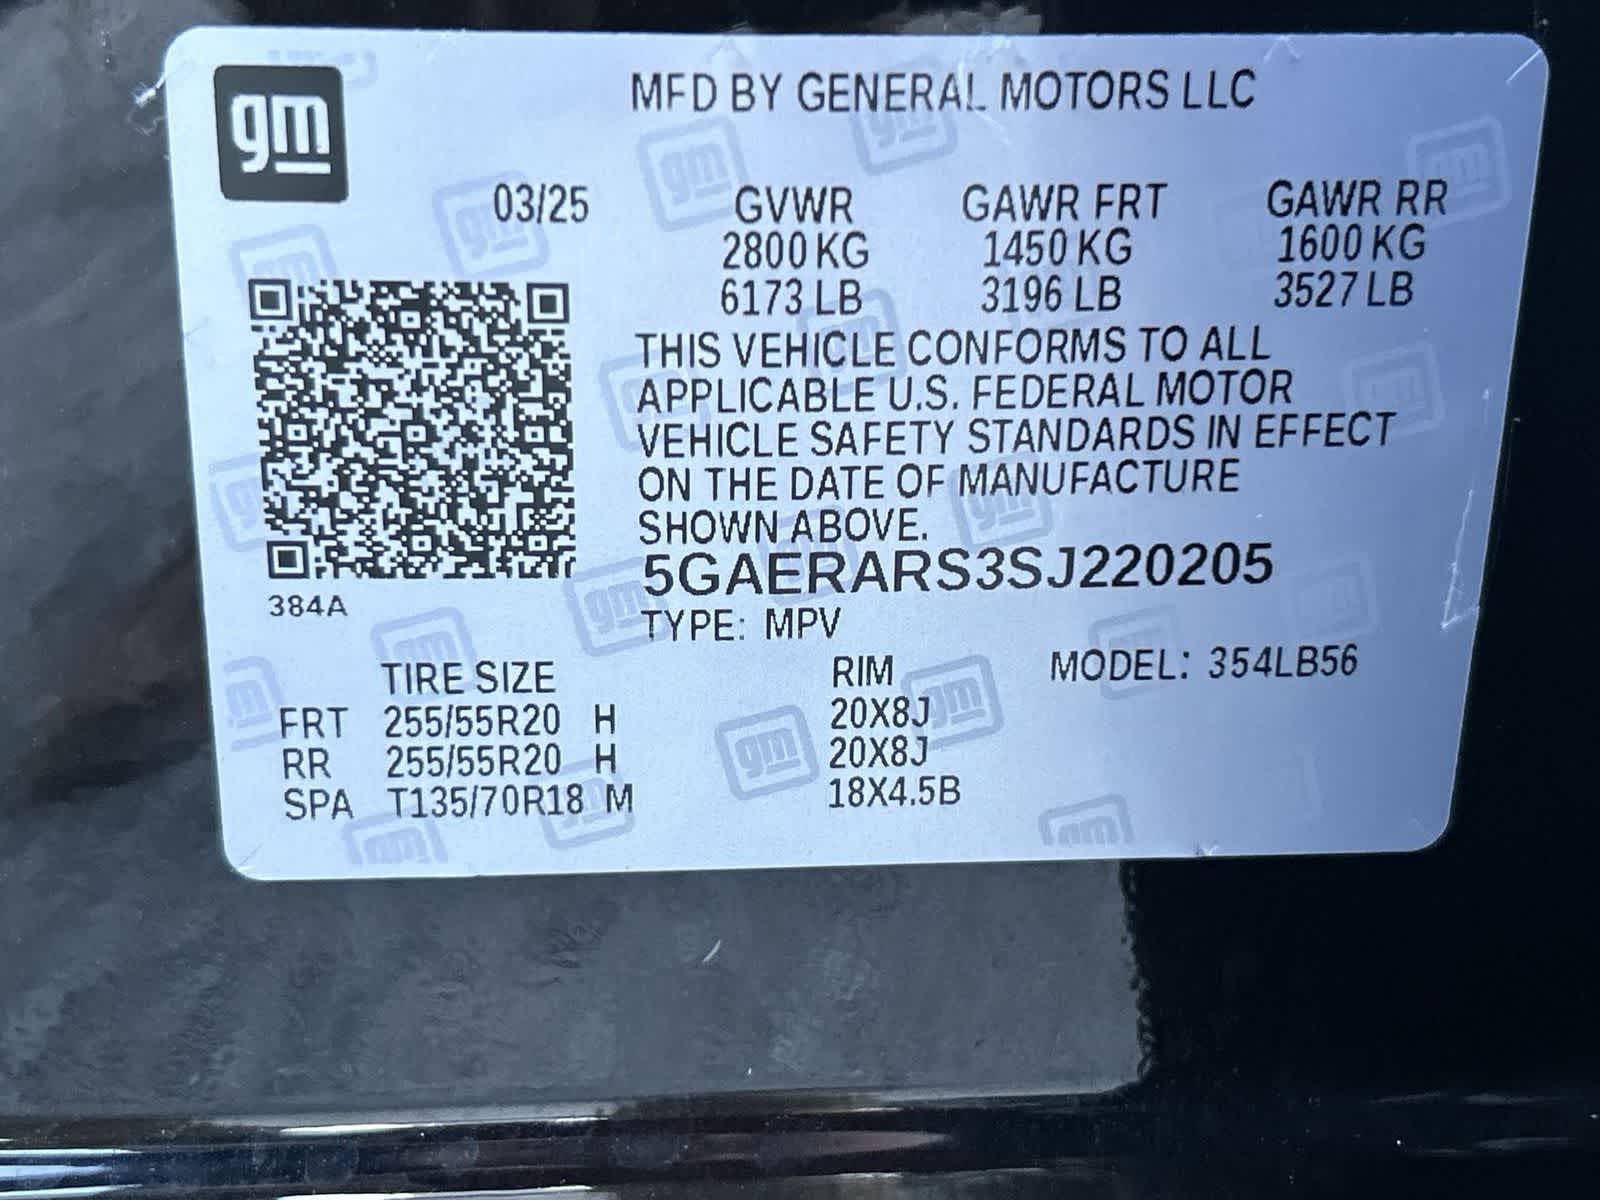 gm
MFD BY GENERAL MOTORS LLC
03/25 GVWR GAWR FRT GAWR RR
2800 KG 1450 KG 1600 KG
6173 LB 3196 LB 3527 LB
THIS VEHICLE CONFORMS TO ALL
APPLICABLE U.S. FEDERAL MOTOR
VEHICLE SAFETY STANDARDS IN EFFECT
ON THE DATE OF MANUFACTURE
SHOWN ABOVE.
5GAERARS3SJ220205
384A
TYPE: MPV
TIRE SIZE RIM MODEL: 354LB56
FRT 255/55R20 H 20X8J
RR 255/55R20 H 20X8J
SPA T135/70R18 M 18X4.5B